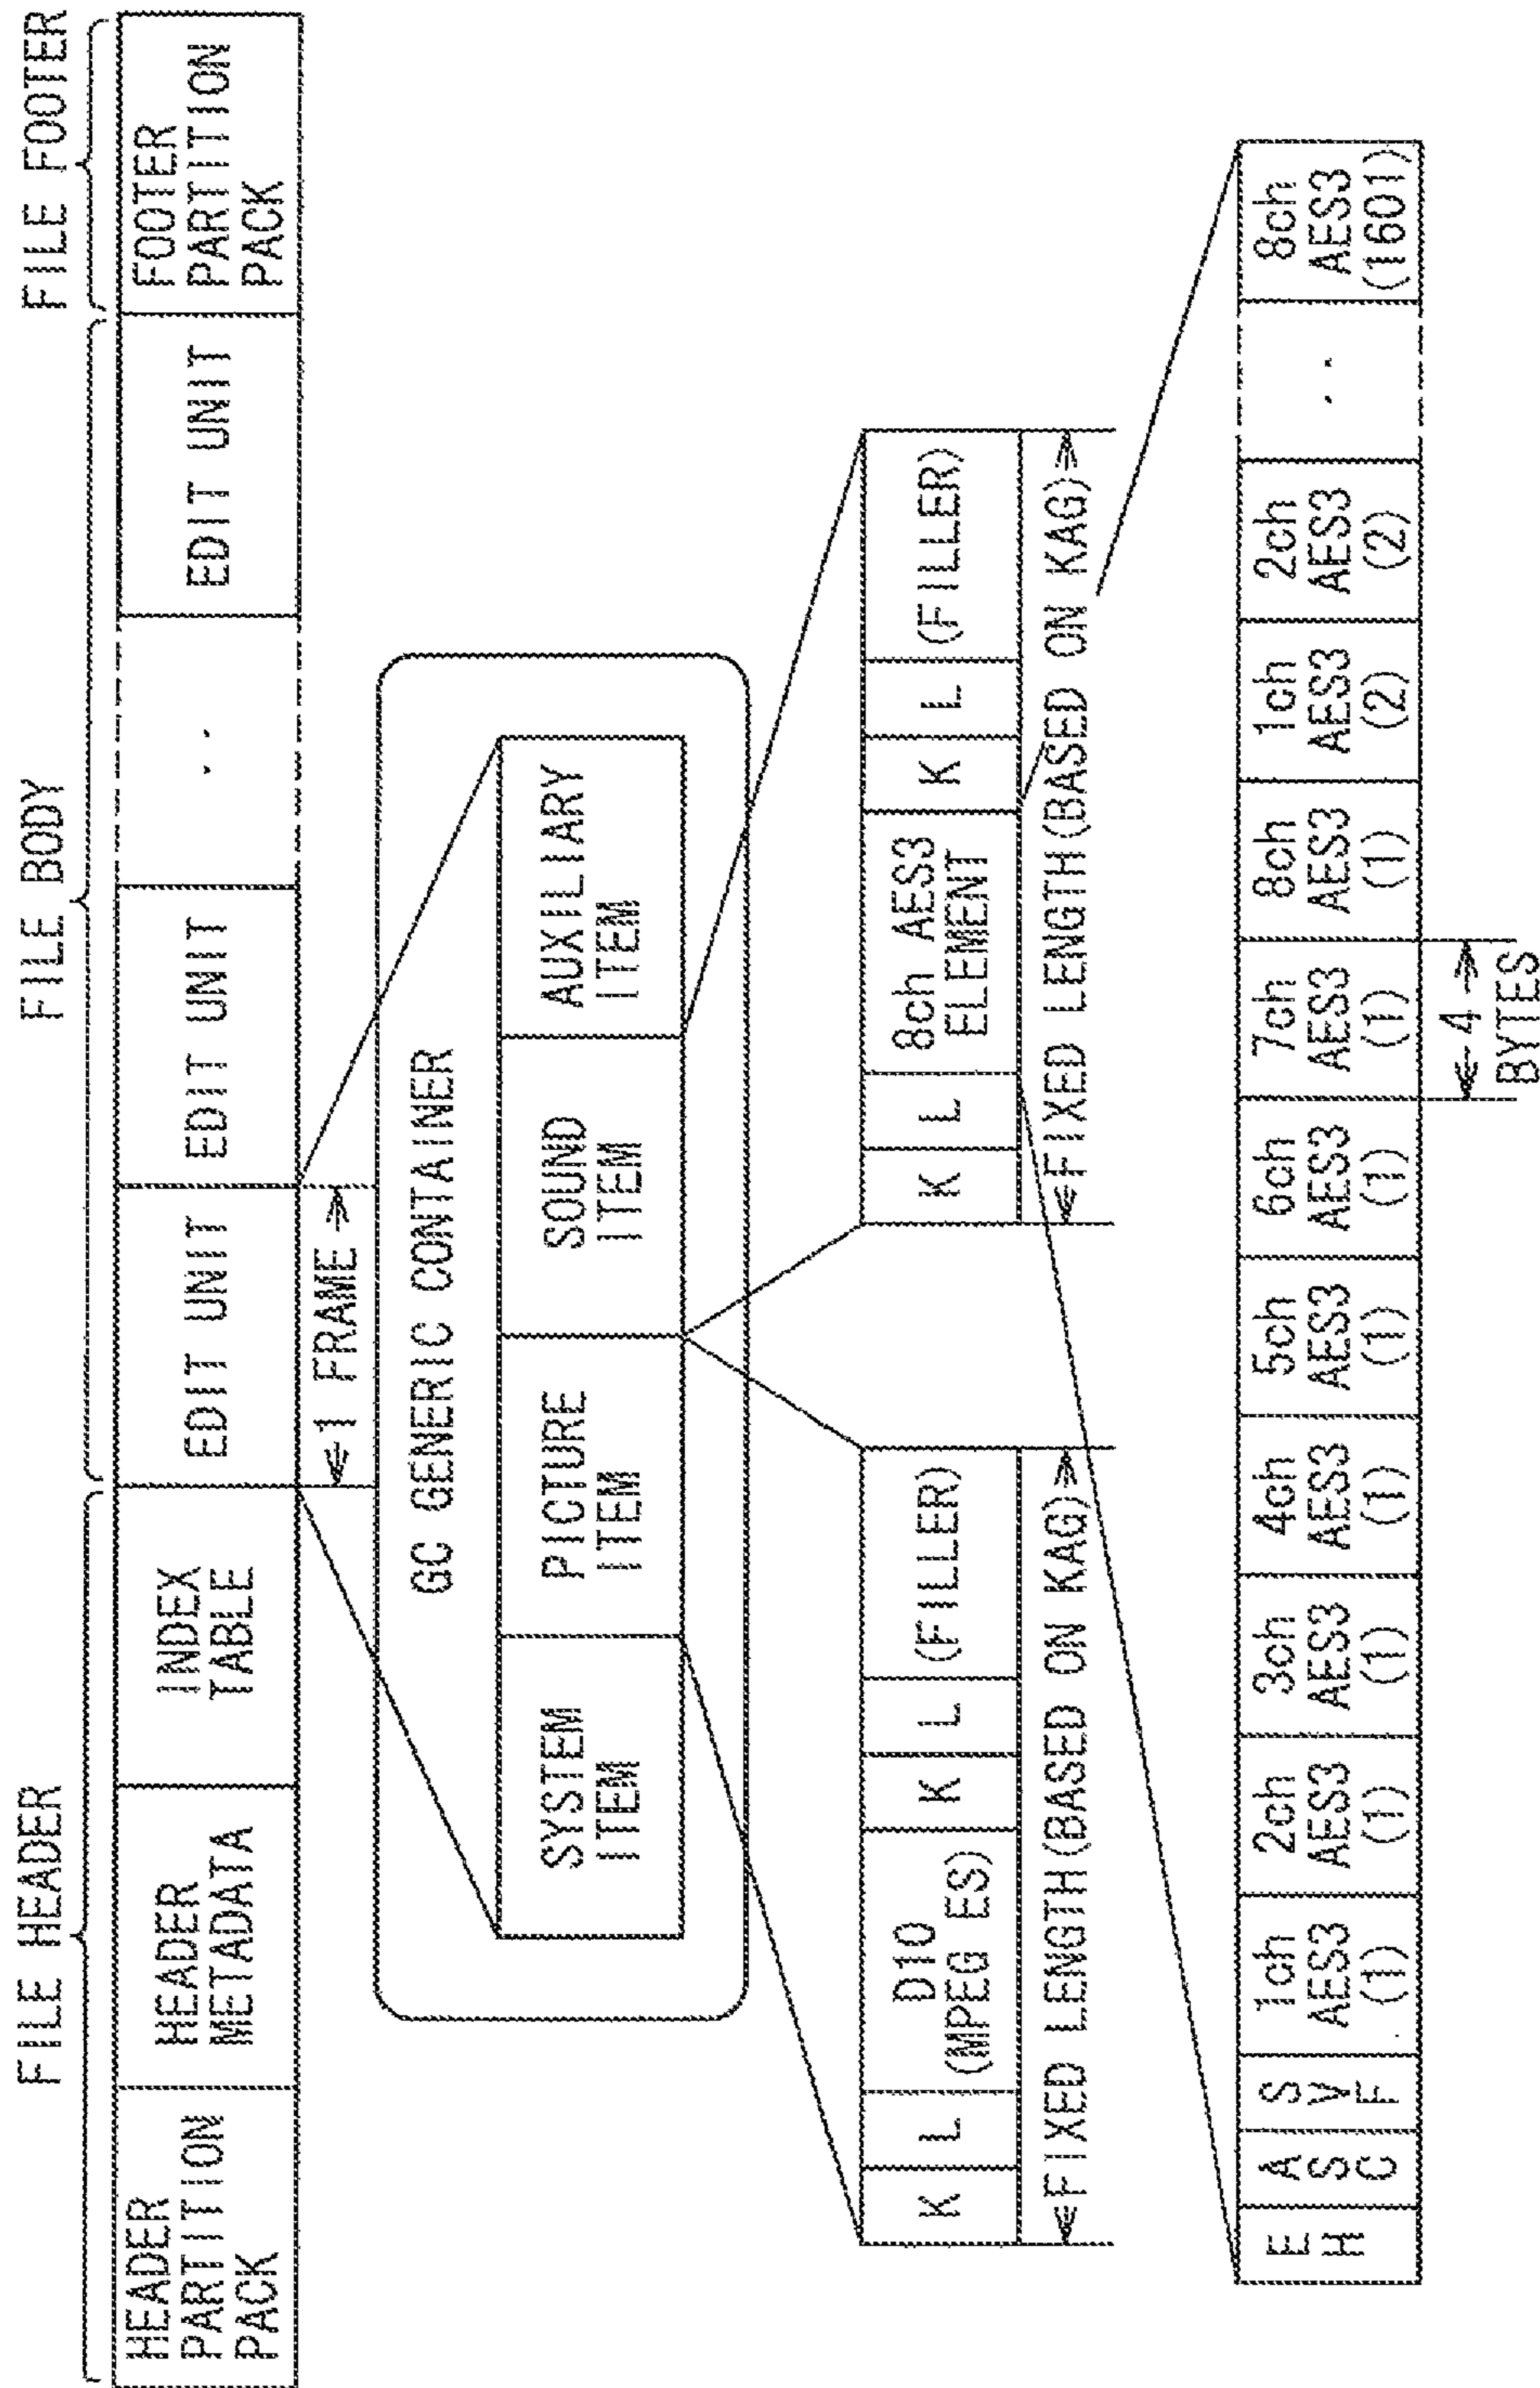 FILE HEADER
FILE BODY
FILE FOOTER
HEADER
PARTITION
PACK
HEADER
METADATA
INDEX
TABLE
EDIT UNIT
EDIT UNIT
. .
EDIT UNIT
FOOTER
PARTITION
PACK
1 FRAME
GC GENERIC CONTAINER
SYSTEM
ITEM
PICTURE
ITEM
SOUND
ITEM
AUXILIARY
ITEM
K
L
D10
(MPEG ES)
K
L
(FILLER)
FIXED LENGTH(BASED ON KAG)
K
L
8ch AES3
ELEMENT
K
L
(FILLER)
FIXED LENGTH(BASED ON KAG)
E
H
A
S
C
S
V
F
1ch
AES3
(1)
2ch
AES3
(1)
3ch
AES3
(1)
4ch
AES3
(1)
5ch
AES3
(1)
6ch
AES3
(1)
7ch
AES3
(1)
8ch
AES3
(1)
1ch
AES3
(2)
2ch
AES3
(2)
. .
8ch
AES3
(1601)
4
BYTES